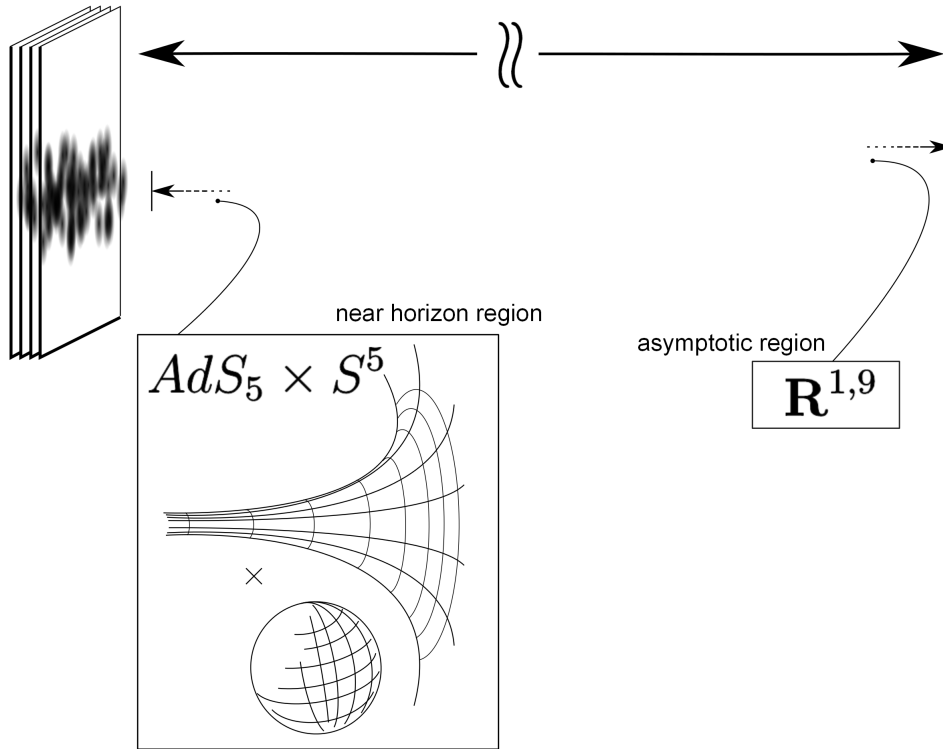 near horizon region
AdS₅ × S⁵
asymptotic region
R¹,⁹
×